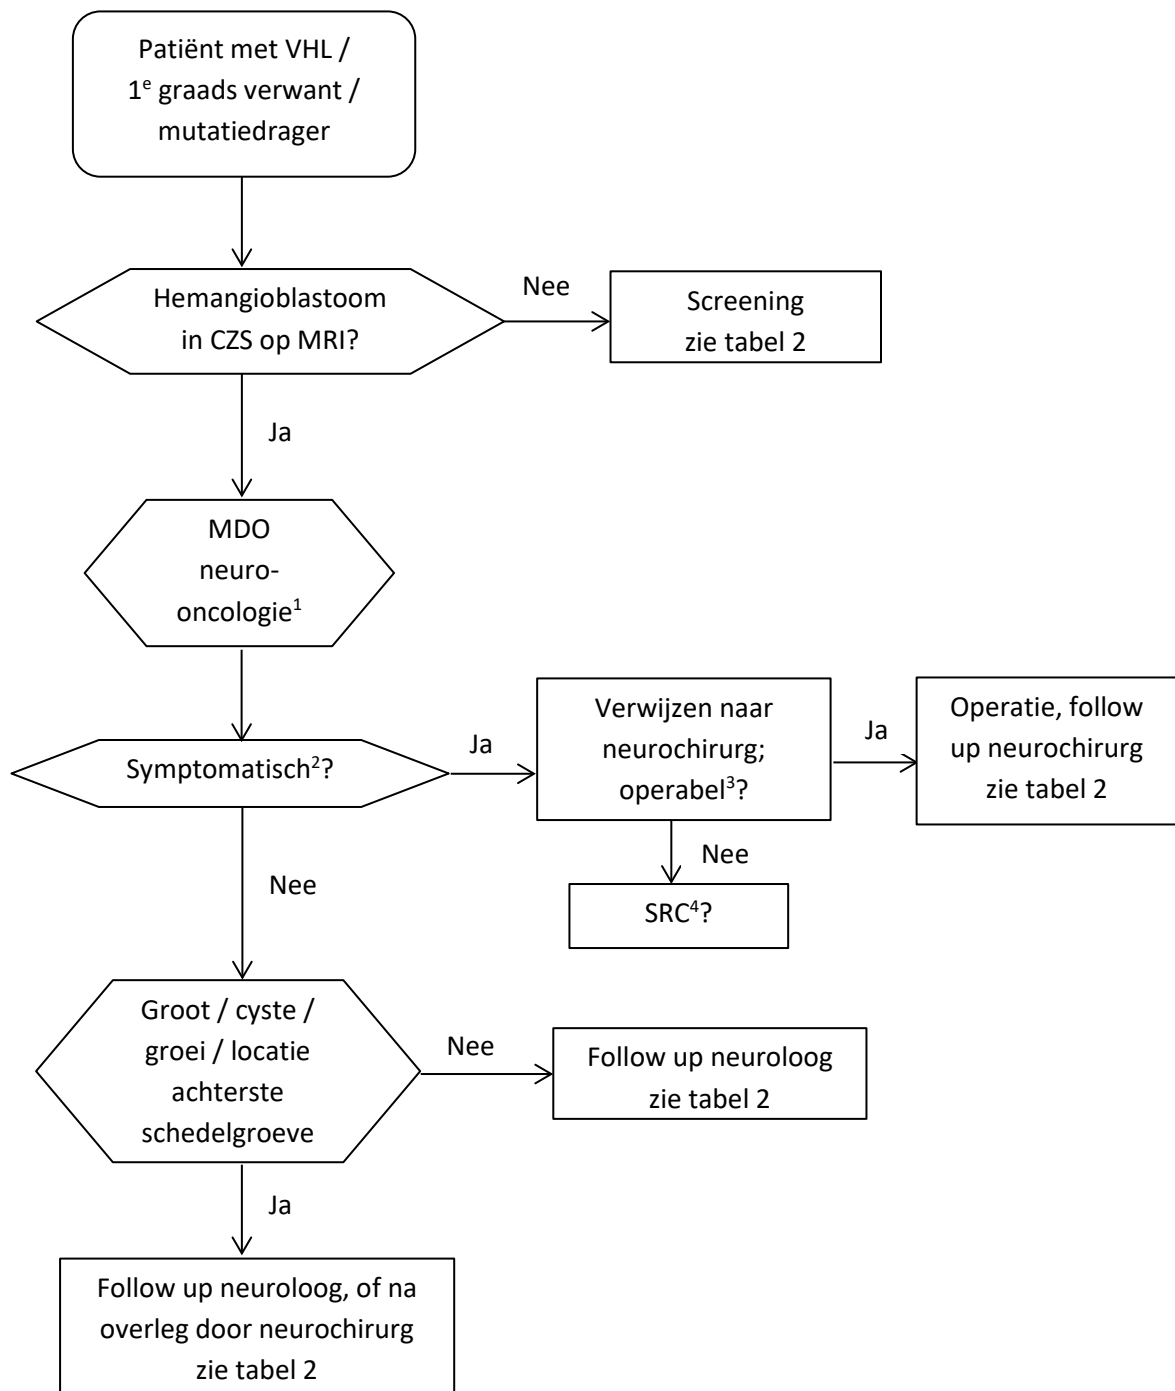 Patiënt met VHL /
1e graads verwant /
mutatiedrager
Hemangioblastoom
in CZS op MRI?
Nee
Screening
zie tabel 2
Ja
MDO
neuro-
oncologie1
Symptomatisch2?
Ja
Verwijzen naar
neurochirurg;
operabel3?
Ja
Operatie, follow
up neurochirurg
zie tabel 2
Nee
SRC4?
Nee
Groot / cyste /
groei / locatie
achterste
schedelgroeve
Nee
Follow up neuroloog
zie tabel 2
Ja
Follow up neuroloog, of na
overleg door neurochirurg
zie tabel 2